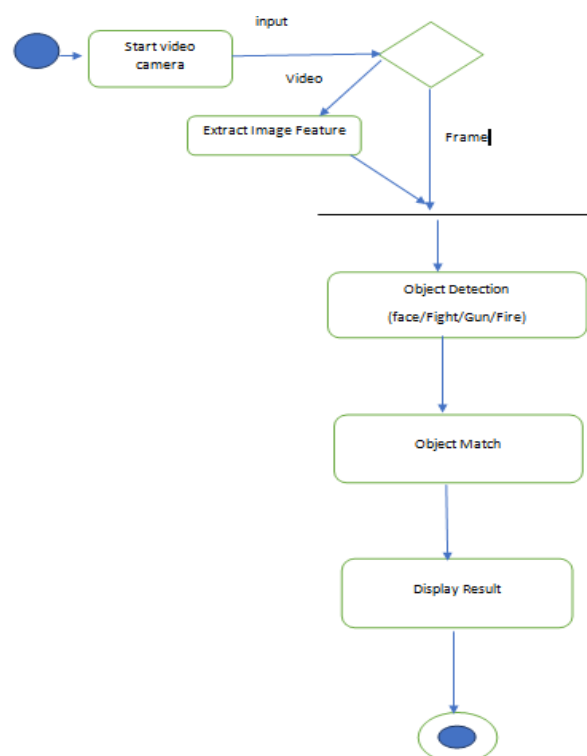 input
Start video
camera
Video
Extract Image Feature
Frame
Object Detection
(face/Fight/Gun/Fire)
Object Match
Display Result